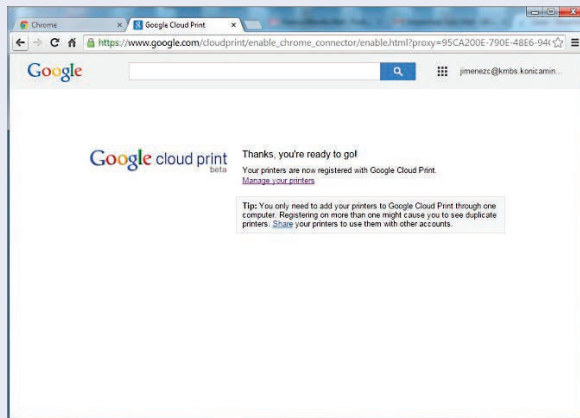 Chrome
Google Cloud Print
https://www.google.com/cloudprint/enable_chrome_connector/enable.html?proxy=95CA200E-790E-48E6-94
Google
jimenezc@kmbs.konicamin...
Google cloud print
beta
Thanks, you're ready to go!
Your printers are now registered with Google Cloud Print.
Manage your printers
Tip: You only need to add your printers to Google Cloud Print through one
computer. Registering on more than one might cause you to see duplicate
printers. Share your printers to use them with other accounts.